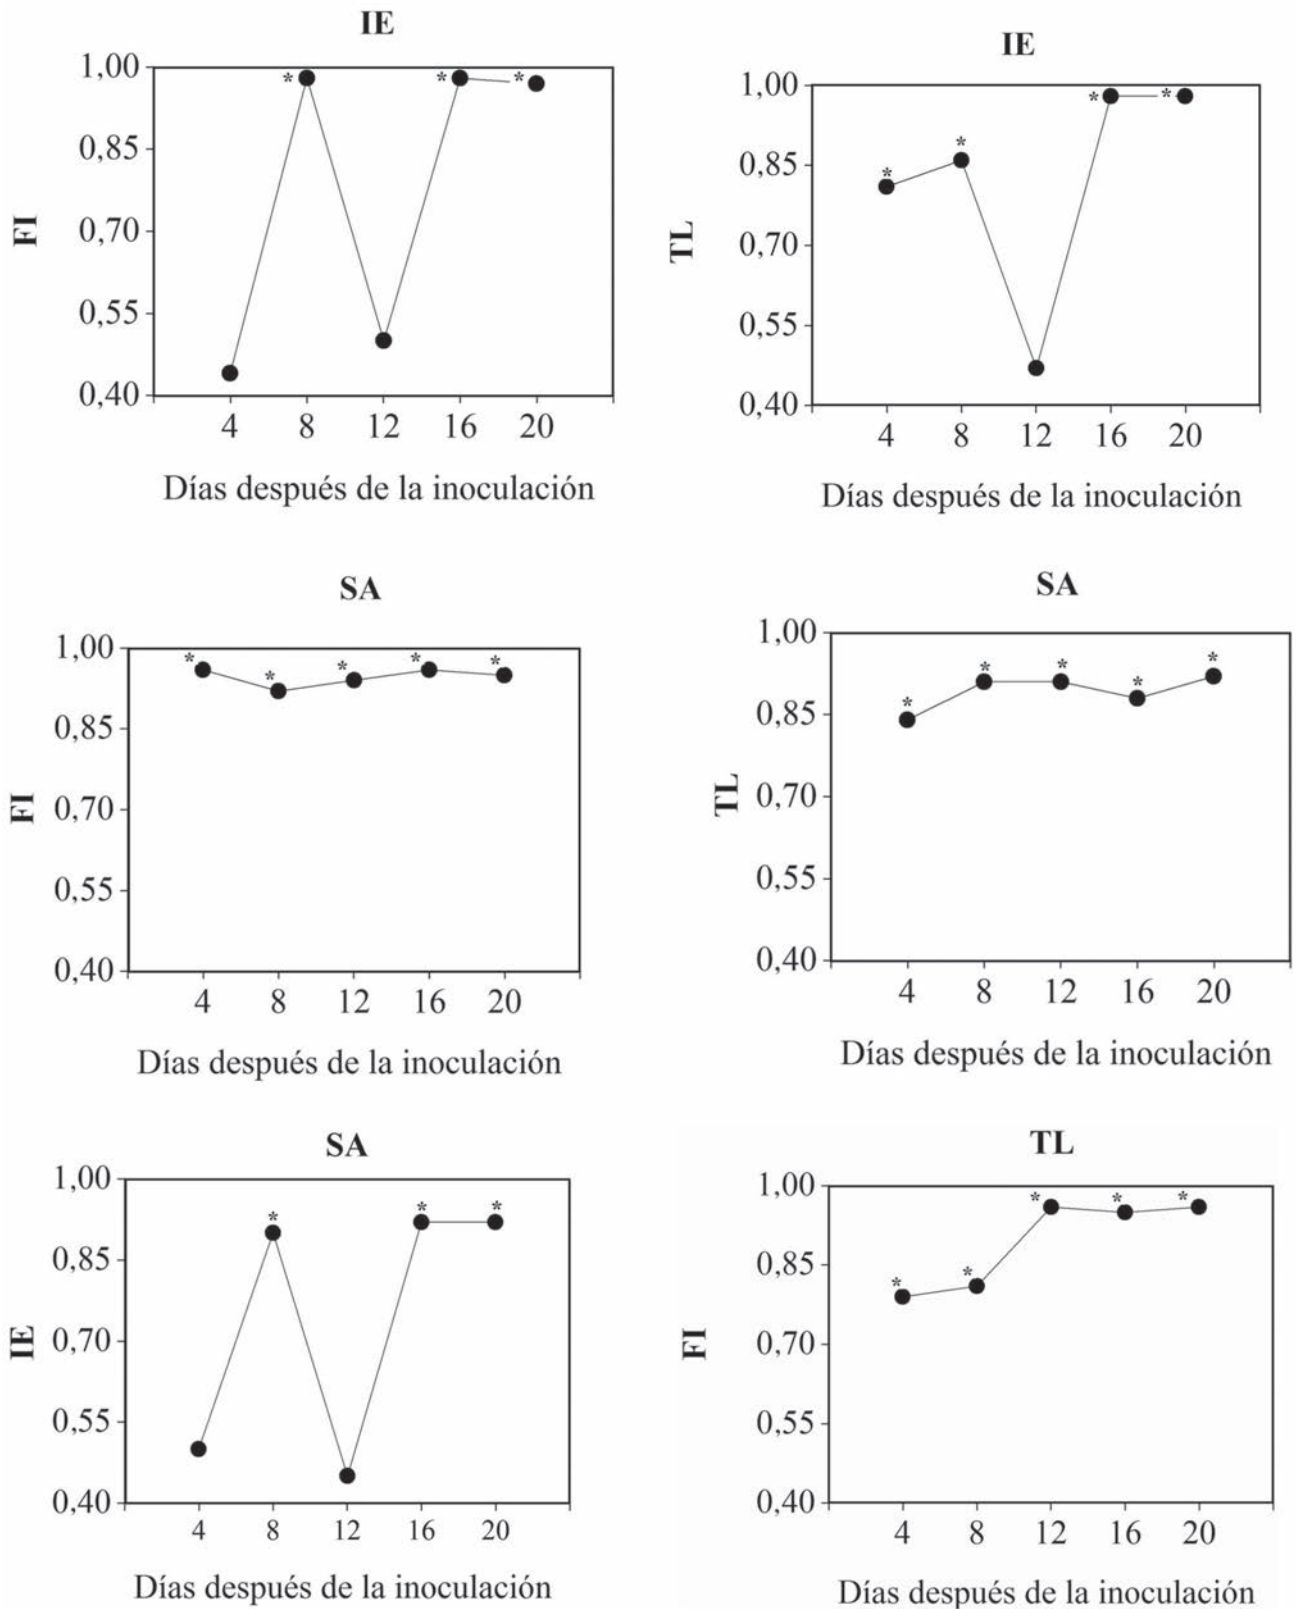 IE
1,00
0,85
0,70
0,55
0,40
FI
* * *
4 8 12 16 20
Días después de la inoculación
IE
1,00
0,85
0,70
0,55
0,40
TL
* * * *
4 8 12 16 20
Días después de la inoculación
SA
1,00
0,85
0,70
0,55
0,40
FI
* * * * *
4 8 12 16 20
Días después de la inoculación
SA
1,00
0,85
0,70
0,55
0,40
TL
* * * * *
4 8 12 16 20
Días después de la inoculación
SA
1,00
0,85
0,70
0,55
0,40
IE
* * *
4 8 12 16 20
Días después de la inoculación
TL
1,00
0,85
0,70
0,55
0,40
FI
* * * * *
4 8 12 16 20
Días después de la inoculación